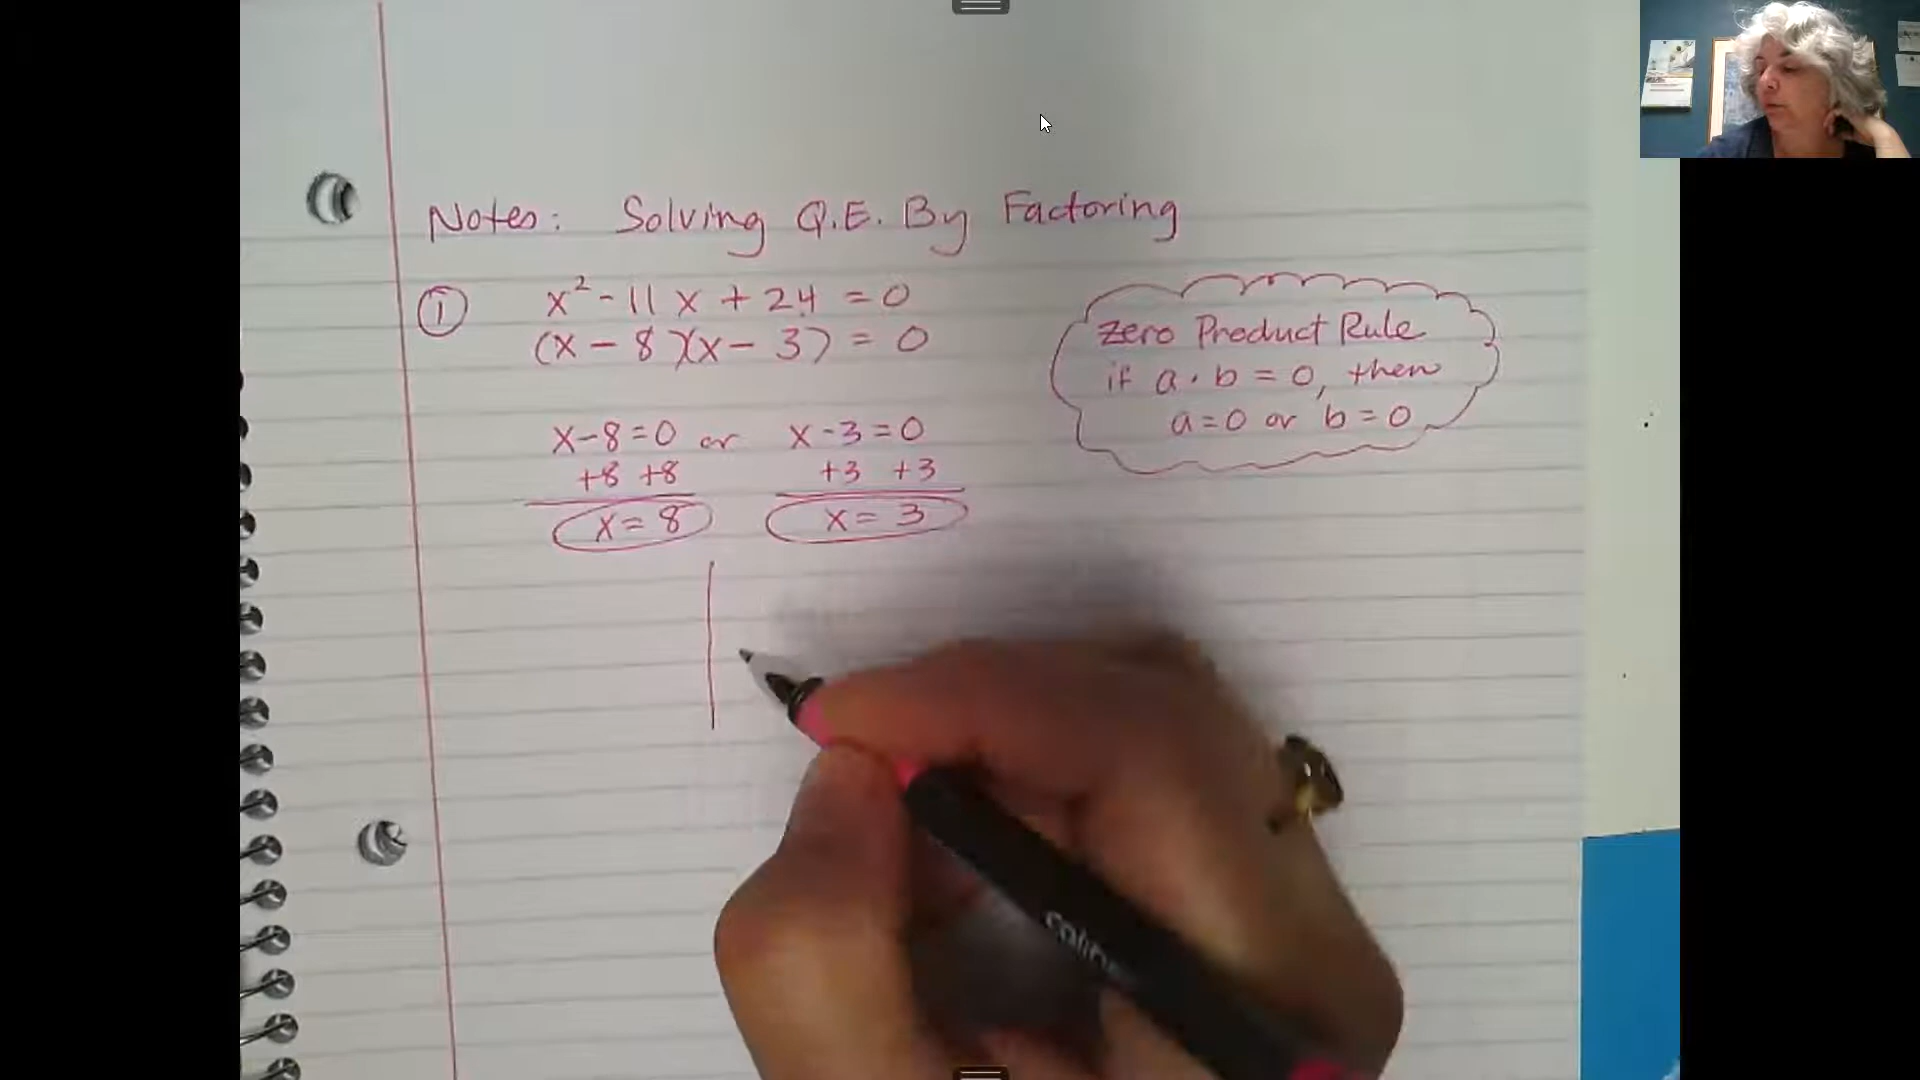 Notes: Solving Q.E. By Factoring
① x² - 11x + 24 = 0
(x - 8)(x - 3) = 0
x-8=0 or x-3=0
+8 +8 +3 +3
x = 8 x = 3
Zero Product Rule
if a · b = 0, then
a=0 or b=0